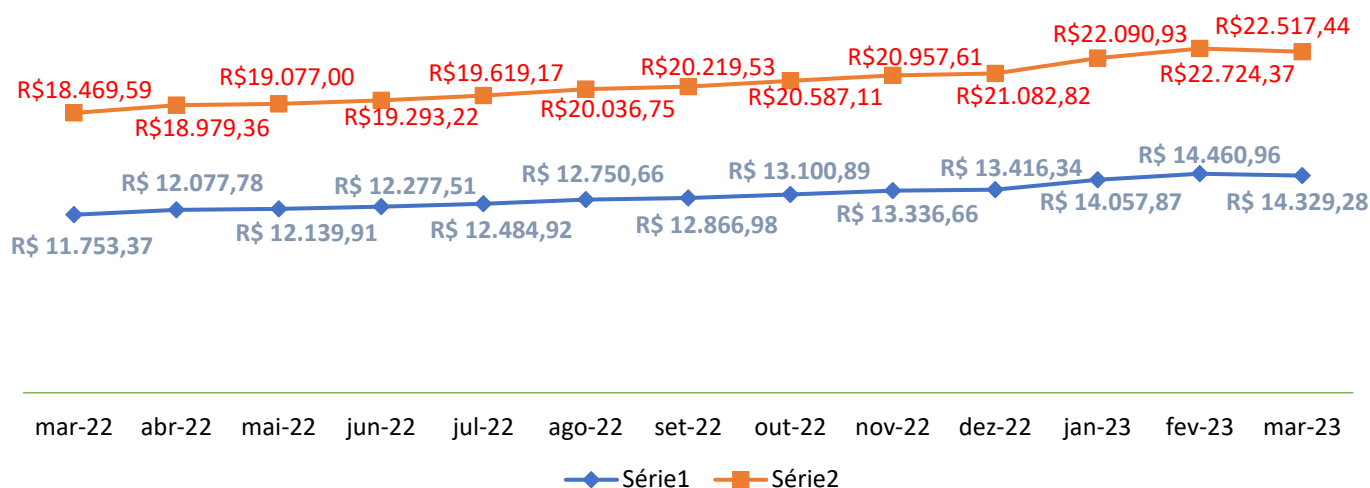 R$18.469,59
R$18.979,36
R$19.077,00
R$19.293,22
R$19.619,17
R$20.036,75
R$20.219,53
R$20.587,11
R$20.957,61
R$21.082,82
R$22.090,93
R$22.724,37
R$22.517,44
R$ 11.753,37
R$ 12.077,78
R$ 12.139,91
R$ 12.277,51
R$ 12.484,92
R$ 12.750,66
R$ 12.866,98
R$ 13.100,89
R$ 13.336,66
R$ 13.416,34
R$ 14.057,87
R$ 14.460,96
R$ 14.329,28
mar-22 abr-22 mai-22 jun-22 jul-22 ago-22 set-22 out-22 nov-22 dez-22 jan-23 fev-23 mar-23
Série1 Série2